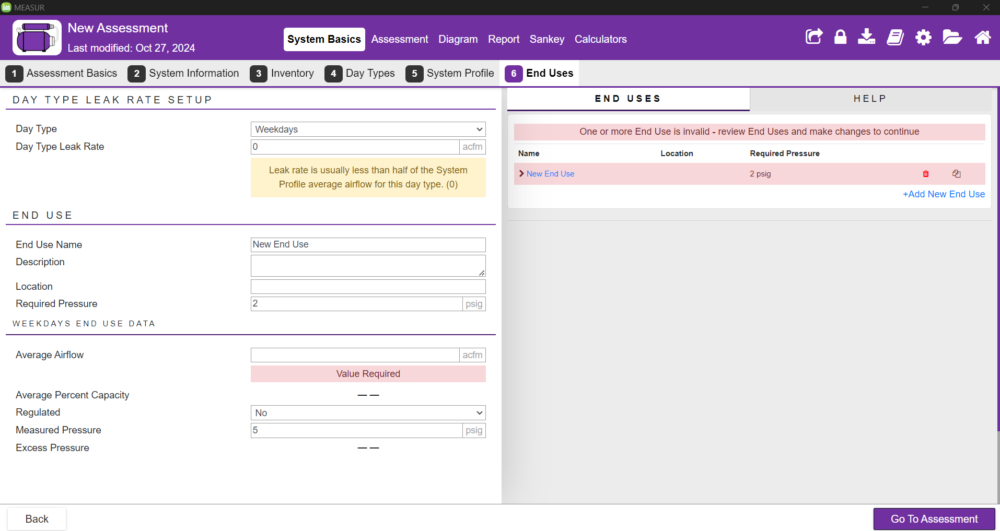 MEASUR
New Assessment
Last modified: Oct 27, 2024
System Basics Assessment Diagram Report Sankey Calculators
1 Assessment Basics 2 System Information 3 Inventory 4 Day Types 5 System Profile 6 End Uses
DAY TYPE LEAK RATE SETUP
Day Type Weekdays
Day Type Leak Rate 0 acfm
Leak rate is usually less than half of the System
Profile average airflow for this day type. (0)
END USE
End Use Name New End Use
Description
Location
Required Pressure 2 psig
WEEKDAYS END USE DATA
Average Airflow acfm
Value Required
Average Percent Capacity — —
Regulated No
Measured Pressure 5 psig
Excess Pressure — —
END USES HELP
One or more End Use is invalid - review End Uses and make changes to continue
Name Location Required Pressure
New End Use 2 psig
+Add New End Use
Back Go To Assessment